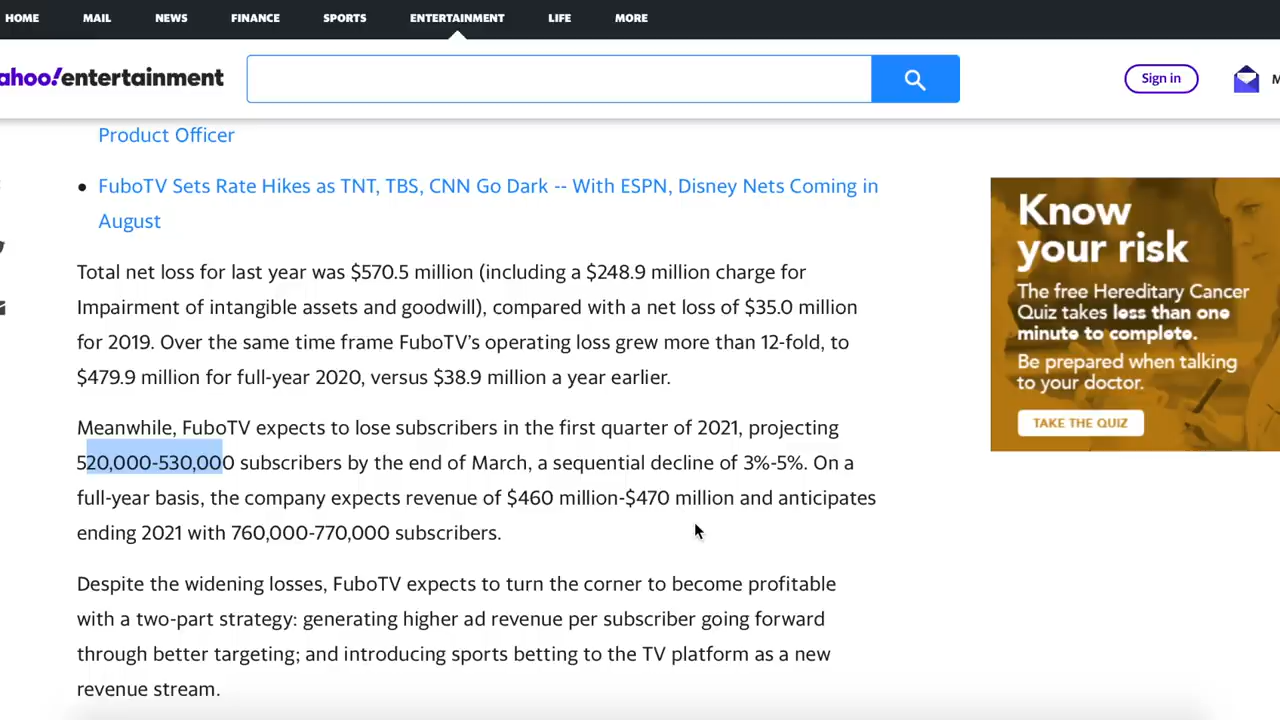 HOME MAIL NEWS FINANCE SPORTS ENTERTAINMENT LIFE MORE
ahoo!entertainment
Sign in
M
Product Officer
• FuboTV Sets Rate Hikes as TNT, TBS, CNN Go Dark -- With ESPN, Disney Nets Coming in
August
Total net loss for last year was $570.5 million (including a $248.9 million charge for
Impairment of intangible assets and goodwill), compared with a net loss of $35.0 million
for 2019. Over the same time frame FuboTV's operating loss grew more than 12-fold, to
$479.9 million for full-year 2020, versus $38.9 million a year earlier.
Meanwhile, FuboTV expects to lose subscribers in the first quarter of 2021, projecting
520,000-530,000 subscribers by the end of March, a sequential decline of 3%-5%. On a
full-year basis, the company expects revenue of $460 million-$470 million and anticipates
ending 2021 with 760,000-770,000 subscribers.
Despite the widening losses, FuboTV expects to turn the corner to become profitable
with a two-part strategy: generating higher ad revenue per subscriber going forward
through better targeting; and introducing sports betting to the TV platform as a new
revenue stream.
Know
your risk
The free Hereditary Cancer
Quiz takes less than one
minute to complete.
Be prepared when talking
to your doctor.
TAKE THE QUIZ